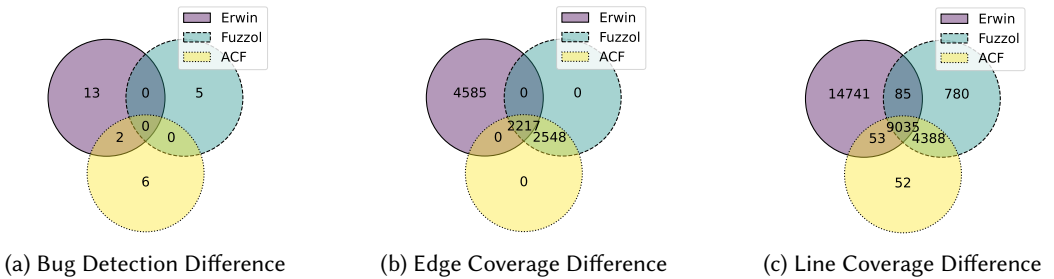 Erwin
Fuzzol
ACF
13
0
5
0
2
0
6
(a) Bug Detection Difference
Erwin
Fuzzol
ACF
4585
0
0
2217
0
2548
0
(b) Edge Coverage Difference
Erwin
Fuzzol
ACF
14741
85
780
9035
53
4388
52
(c) Line Coverage Difference